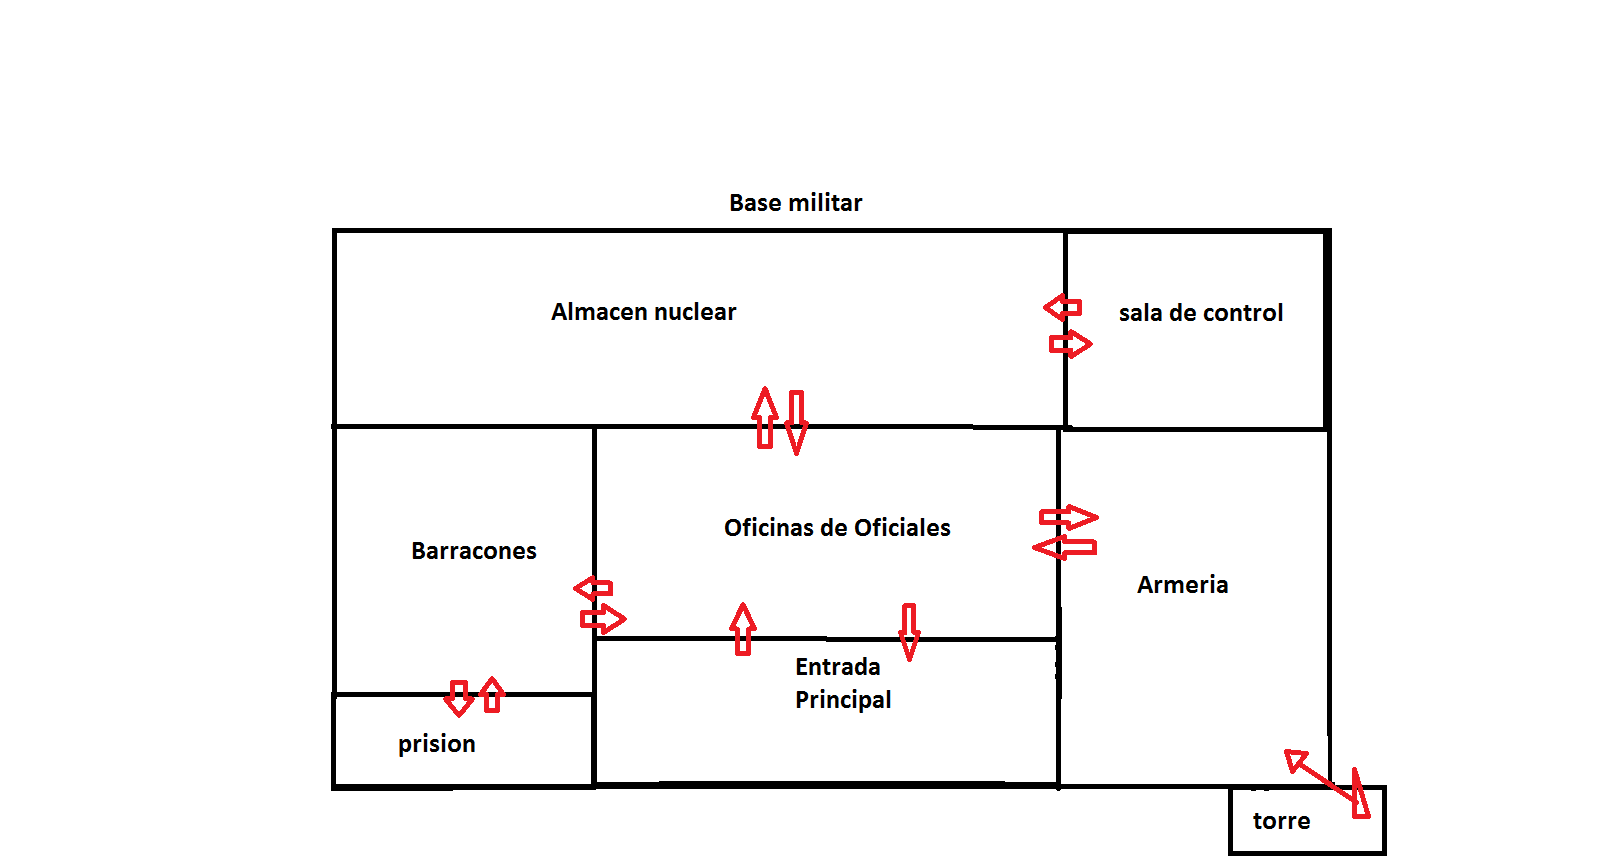 Base militar
Almacen nuclear
sala de control
Oficinas de Oficiales
Barracones
Armeria
Entrada
Principal
prision
torre